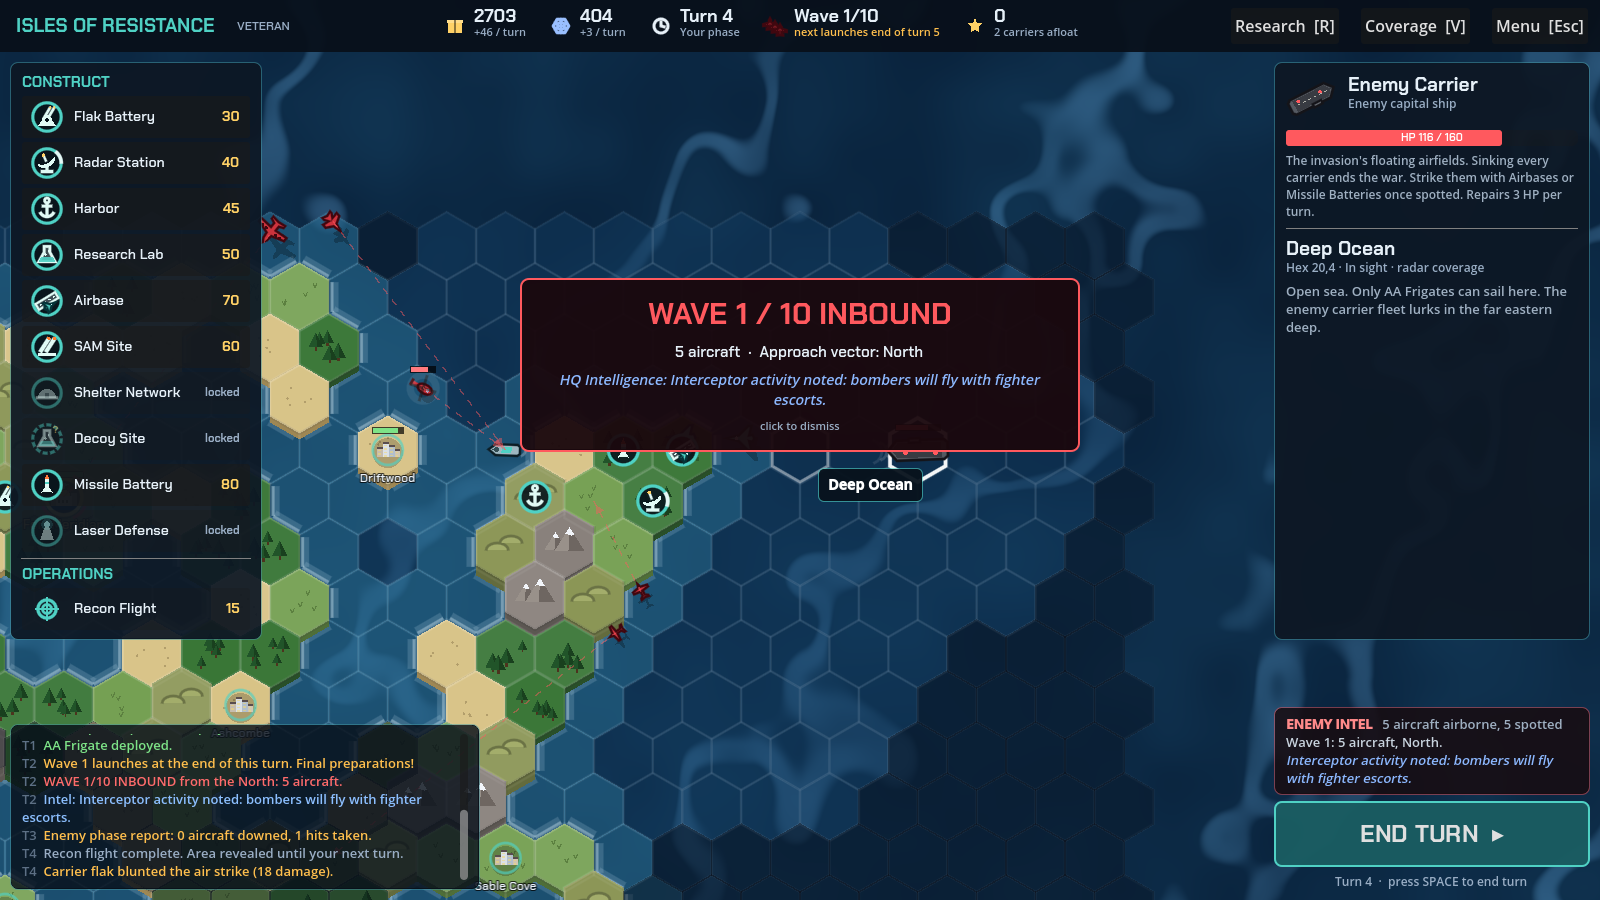 ISLES OF RESISTANCE
VETERAN
2703
+46 / turn
404
+3 / turn
Turn 4
Your phase
Wave 1/10
next launches end of turn 5
0
2 carriers afloat
Research [R]
Coverage [V]
Menu [Esc]
CONSTRUCT
Flak Battery 30
Radar Station 40
Harbor 45
Research Lab 50
Airbase 70
SAM Site 60
Shelter Network locked
Decoy Site locked
Missile Battery 80
Laser Defense locked
OPERATIONS
Recon Flight 15
WAVE 1 / 10 INBOUND
5 aircraft · Approach vector: North
HQ Intelligence: Interceptor activity noted: bombers will fly with fighter
escorts.
click to dismiss
Driftwood
Deep Ocean
Sable Cove
Enemy Carrier
Enemy capital ship
HP 116 / 160
The invasion's floating airfields. Sinking every
carrier ends the war. Strike them with Airbases or
Missile Batteries once spotted. Repairs 3 HP per
turn.
Deep Ocean
Hex 20,4 · In sight · radar coverage
Open sea. Only AA Frigates can sail here. The
enemy carrier fleet lurks in the far eastern
deep.
T1 AA Frigate deployed.
T2 Wave 1 launches at the end of this turn. Final preparations!
T2 WAVE 1/10 INBOUND from the North: 5 aircraft.
T2 Intel: Interceptor activity noted: bombers will fly with fighter
escorts.
T3 Enemy phase report: 0 aircraft downed, 1 hits taken.
T4 Recon flight complete. Area revealed until your next turn.
T4 Carrier flak blunted the air strike (18 damage).
ENEMY INTEL 5 aircraft airborne, 5 spotted
Wave 1: 5 aircraft, North.
Interceptor activity noted: bombers will fly
with fighter escorts.
END TURN ►
Turn 4 · press SPACE to end turn